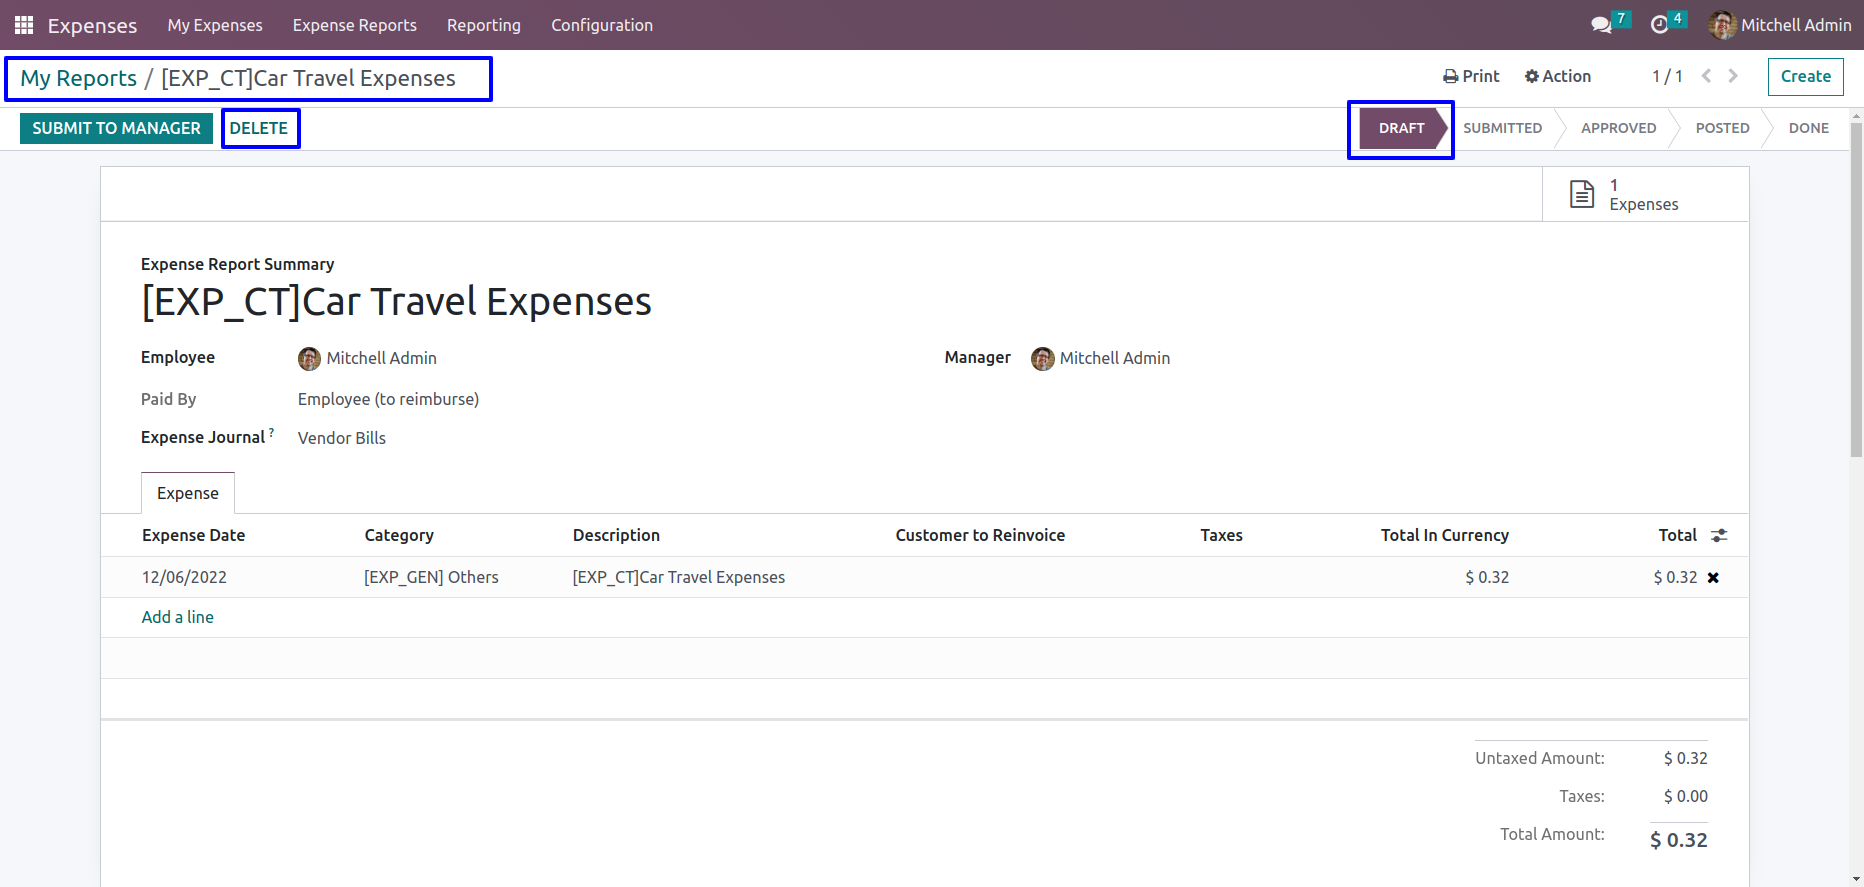 Expenses My Expenses Expense Reports Reporting Configuration 7 4 Mitchell Admin
My Reports / [EXP_CT]Car Travel Expenses Print Action 1 / 1 Create
SUBMIT TO MANAGER DELETE DRAFT SUBMITTED APPROVED POSTED DONE
1
Expenses
Expense Report Summary
[EXP_CT]Car Travel Expenses
Employee Mitchell Admin Manager Mitchell Admin
Paid By Employee (to reimburse)
Expense Journal ? Vendor Bills
Expense
Expense Date Category Description Customer to Reinvoice Taxes Total In Currency Total
12/06/2022 [EXP_GEN] Others [EXP_CT]Car Travel Expenses $ 0.32 $ 0.32
Add a line
Untaxed Amount: $ 0.32
Taxes: $ 0.00
Total Amount: $ 0.32